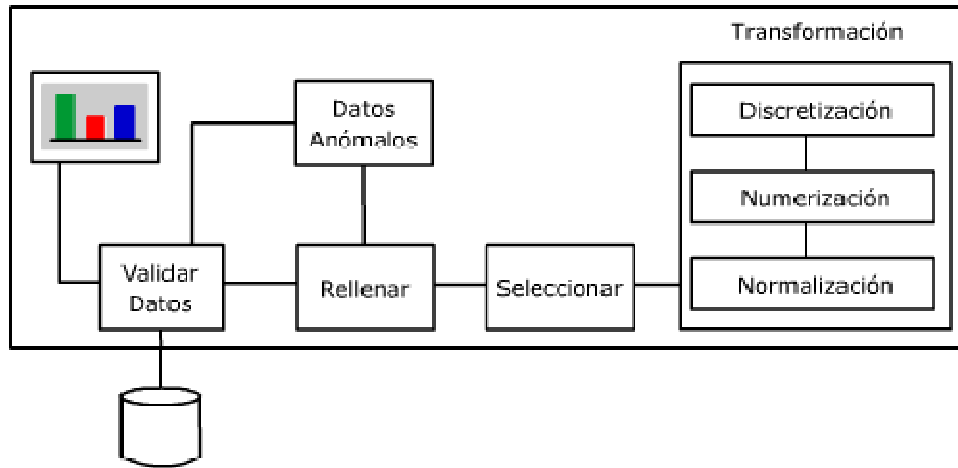 Transformación
Datos
Anómalos
Discretización
Numerización
Validar
Datos
Rellenar
Seleccionar
Normalización